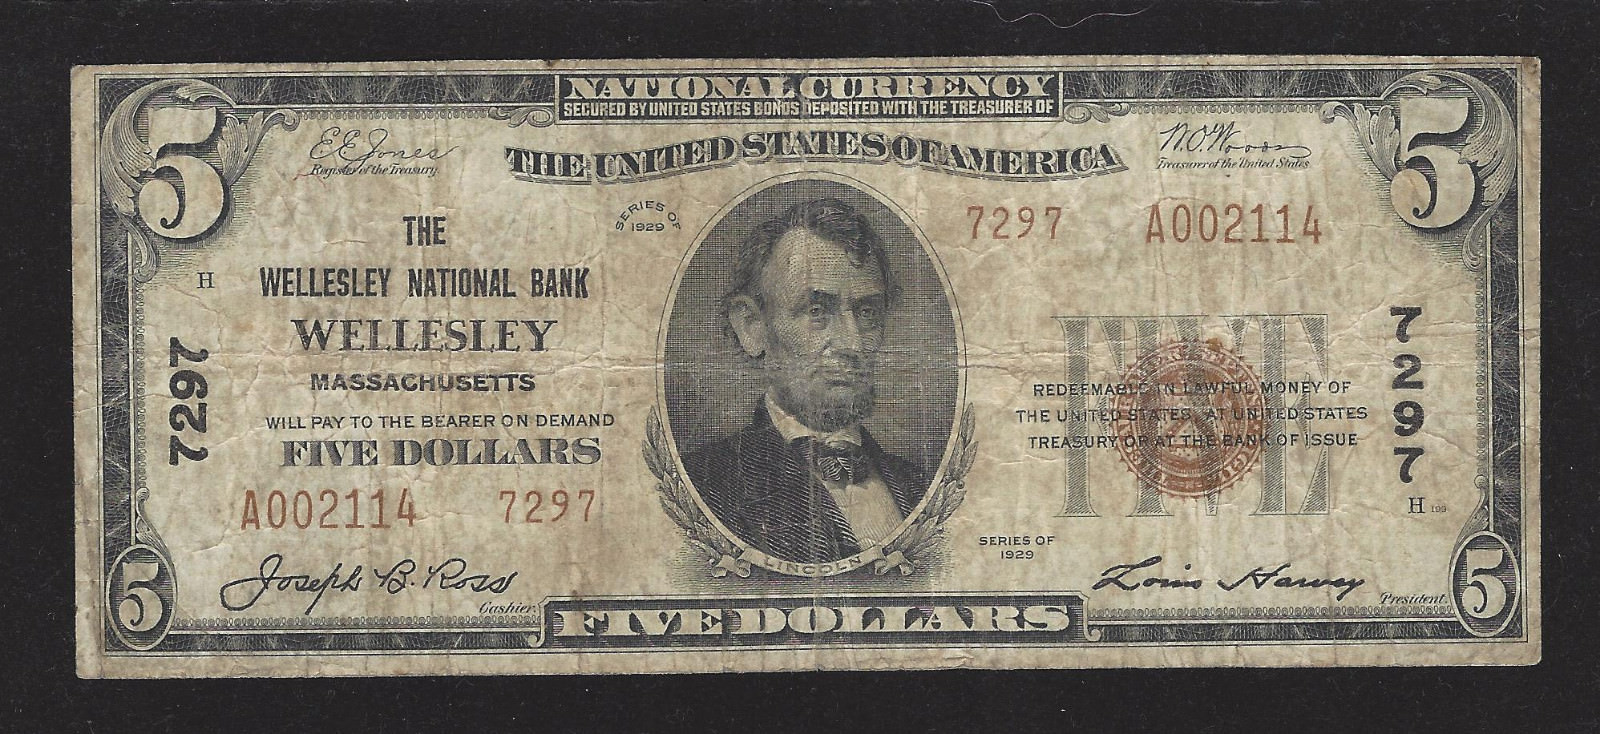 NATIONAL CURRENCY
SECURED BY UNITED STATES BONDS DEPOSITED WITH THE TREASURER OF
THE UNITED STATES OF AMERICA
5
5
E E Jones
Register of the Treasury.
W. O. Woods
Treasurer of the United States.
SERIES OF
1929
7297 A002114
THE
H
WELLESLEY NATIONAL BANK
WELLESLEY
MASSACHUSETTS
WILL PAY TO THE BEARER ON DEMAND
FIVE DOLLARS
7297
A002114 7297
FIVE
REDEEMABLE IN LAWFUL MONEY OF
THE UNITED STATES AT UNITED STATES
TREASURY OR AT THE BANK OF ISSUE
7297
H 199
SERIES OF
1929
LINCOLN
Joseph B. Ross
Cashier.
Louis Harvey
President.
5
FIVE DOLLARS
5